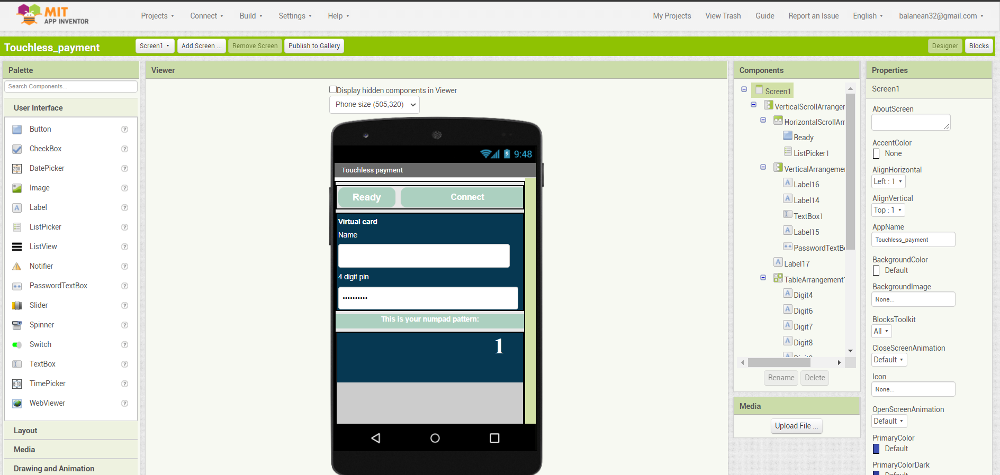 MIT
APP INVENTOR
Projects
Connect
Build
Settings
Help
My Projects
View Trash
Guide
Report an Issue
English
balanean32@gmail.com
Touchless_payment
Screen1
Add Screen ...
Remove Screen
Publish to Gallery
Designer
Blocks
Palette
Search Components...
User Interface
Button
CheckBox
DatePicker
Image
Label
ListPicker
ListView
Notifier
PasswordTextBox
Slider
Spinner
Switch
TextBox
TimePicker
WebViewer
Layout
Media
Drawing and Animation
Viewer
Display hidden components in Viewer
Phone size (505,320)
9:48
Touchless payment
Ready
Connect
Virtual card
Name
4 digit pin
This is your numpad pattern:
1
Components
Screen1
VerticalScrollArranger
HorizontalScrollArr
Ready
ListPicker1
VerticalArrangemer
Label16
Label14
TextBox1
Label15
PasswordTextBo
Label17
TableArrangement1
Digit4
Digit6
Digit7
Digit8
Rename
Delete
Media
Upload File ...
Properties
Screen1
AboutScreen
AccentColor
None
AlignHorizontal
Left : 1
AlignVertical
Top : 1
AppName
Touchless_payment
BackgroundColor
Default
BackgroundImage
None...
BlocksToolkit
All
CloseScreenAnimation
Default
Icon
None...
OpenScreenAnimation
Default
PrimaryColor
Default
PrimaryColorDark
Default